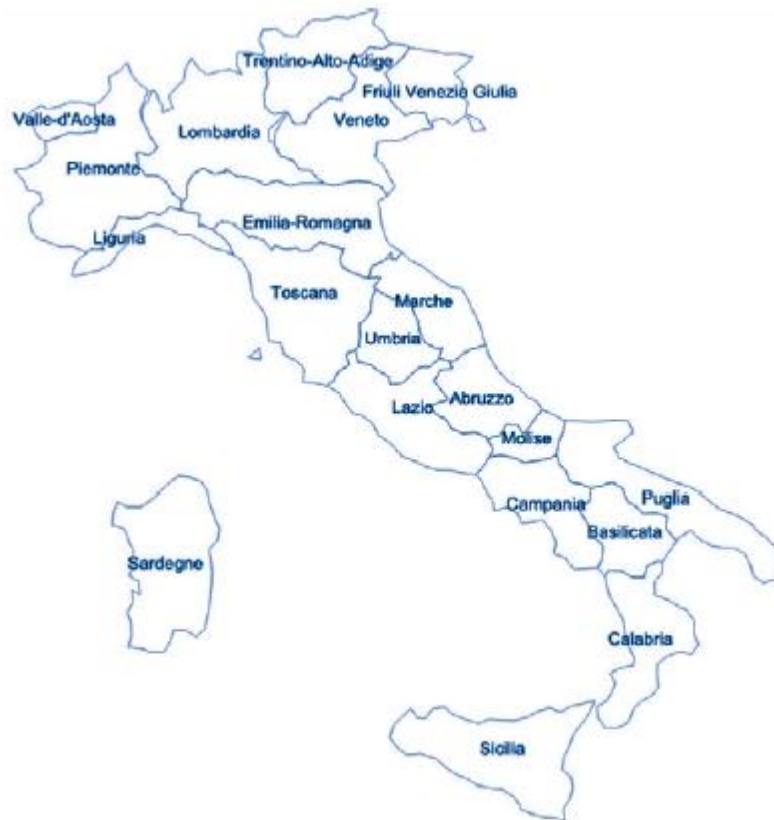 Trentino-Alto-Adige
Friuli Venezia Giulia
Valle-d'Aosta
Veneto
Lombardia
Piemonte
Emilia-Romagna
Liguria
Toscana
Marche
Umbria
Abruzzo
Lazio
Molise
Puglia
Campania
Basilicata
Sardegne
Calabria
Sicilia